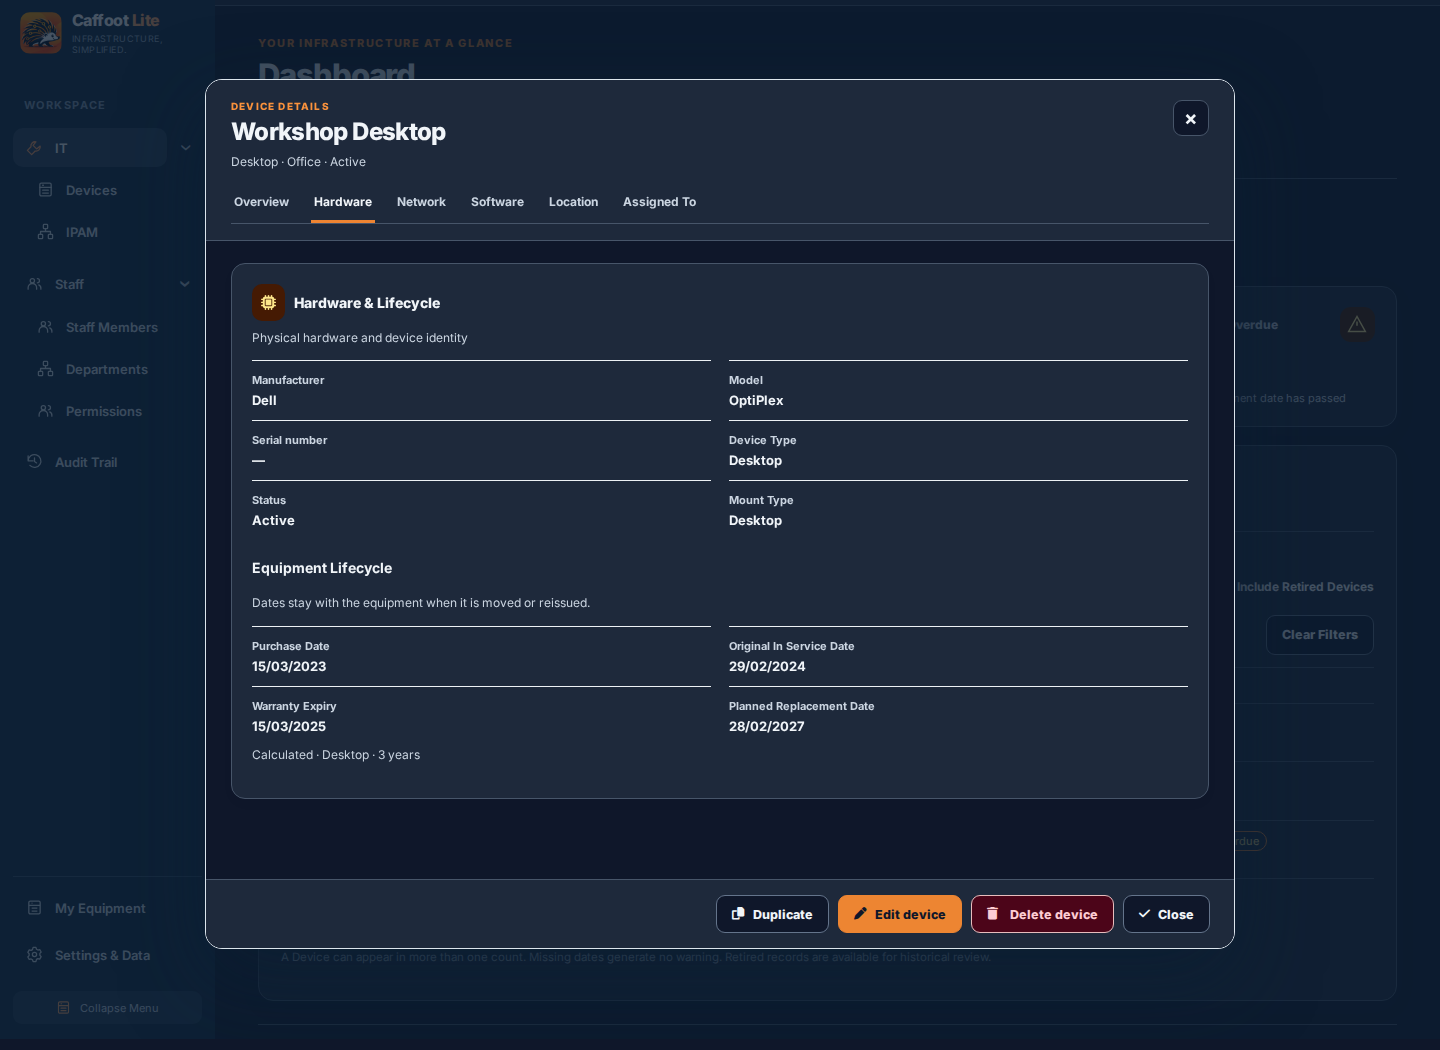 Caffoot Lite
INFRASTRUCTURE,
SIMPLIFIED.
WORKSPACE
IT
Devices
IPAM
Staff
Staff Members
Departments
Permissions
Audit Trail
My Equipment
Settings & Data
Collapse Menu
YOUR INFRASTRUCTURE AT A GLANCE
Dashboard
DEVICE DETAILS
Workshop Desktop
Desktop · Office · Active
Overview Hardware Network Software Location Assigned To
Hardware & Lifecycle
Physical hardware and device identity
Manufacturer Model
Dell OptiPlex
Serial number Device Type
— Desktop
Status Mount Type
Active Desktop
Equipment Lifecycle
Dates stay with the equipment when it is moved or reissued.
Purchase Date Original In Service Date
15/03/2023 29/02/2024
Warranty Expiry Planned Replacement Date
15/03/2025 28/02/2027
Calculated · Desktop · 3 years
Duplicate Edit device Delete device Close
date has passed
Include Retired Devices
Clear Filters
A Device can appear in more than one count. Missing dates generate no warning. Retired records are available for historical review.